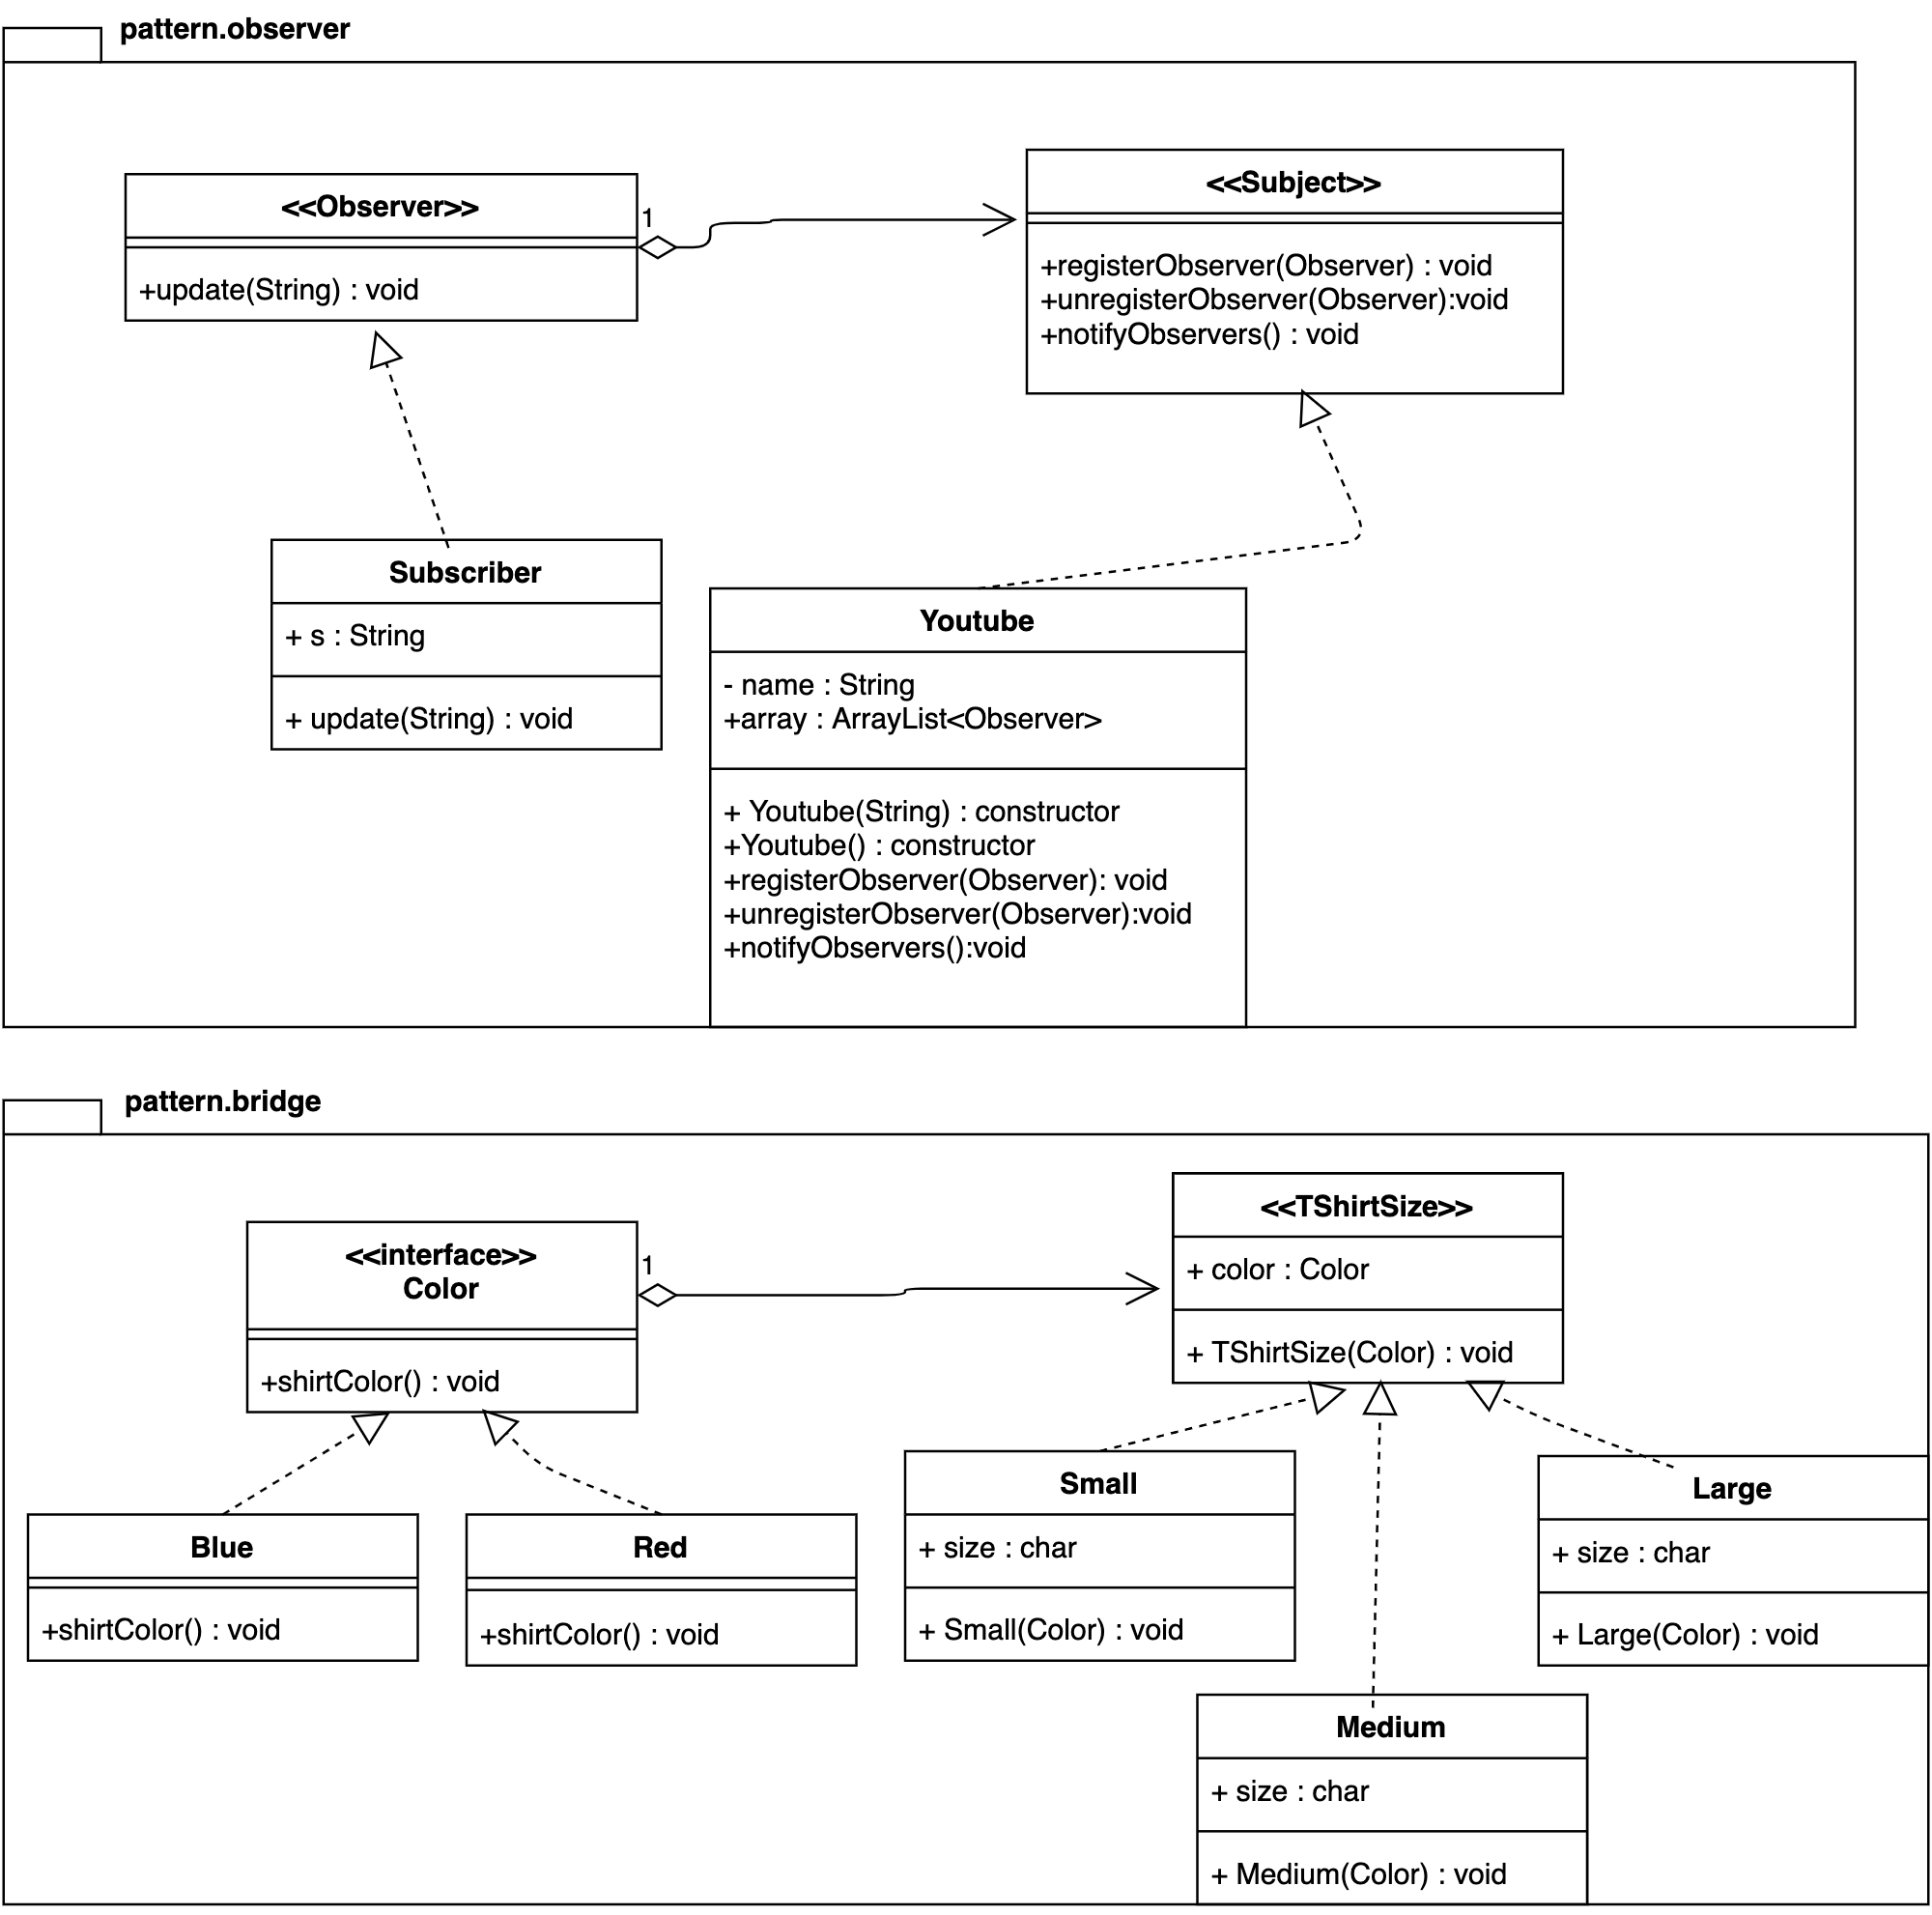 pattern.observer
<<Observer>>
+update(String) : void
1
<<Subject>>
+registerObserver(Observer) : void
+unregisterObserver(Observer):void
+notifyObservers() : void
Subscriber
+ s : String
+ update(String) : void
Youtube
- name : String
+array : ArrayList<Observer>
+ Youtube(String) : constructor
+Youtube() : constructor
+registerObserver(Observer): void
+unregisterObserver(Observer):void
+notifyObservers():void
pattern.bridge
<<interface>>
Color
+shirtColor() : void
1
<<TShirtSize>>
+ color : Color
+ TShirtSize(Color) : void
Blue
+shirtColor() : void
Red
+shirtColor() : void
Small
+ size : char
+ Small(Color) : void
Large
+ size : char
+ Large(Color) : void
Medium
+ size : char
+ Medium(Color) : void